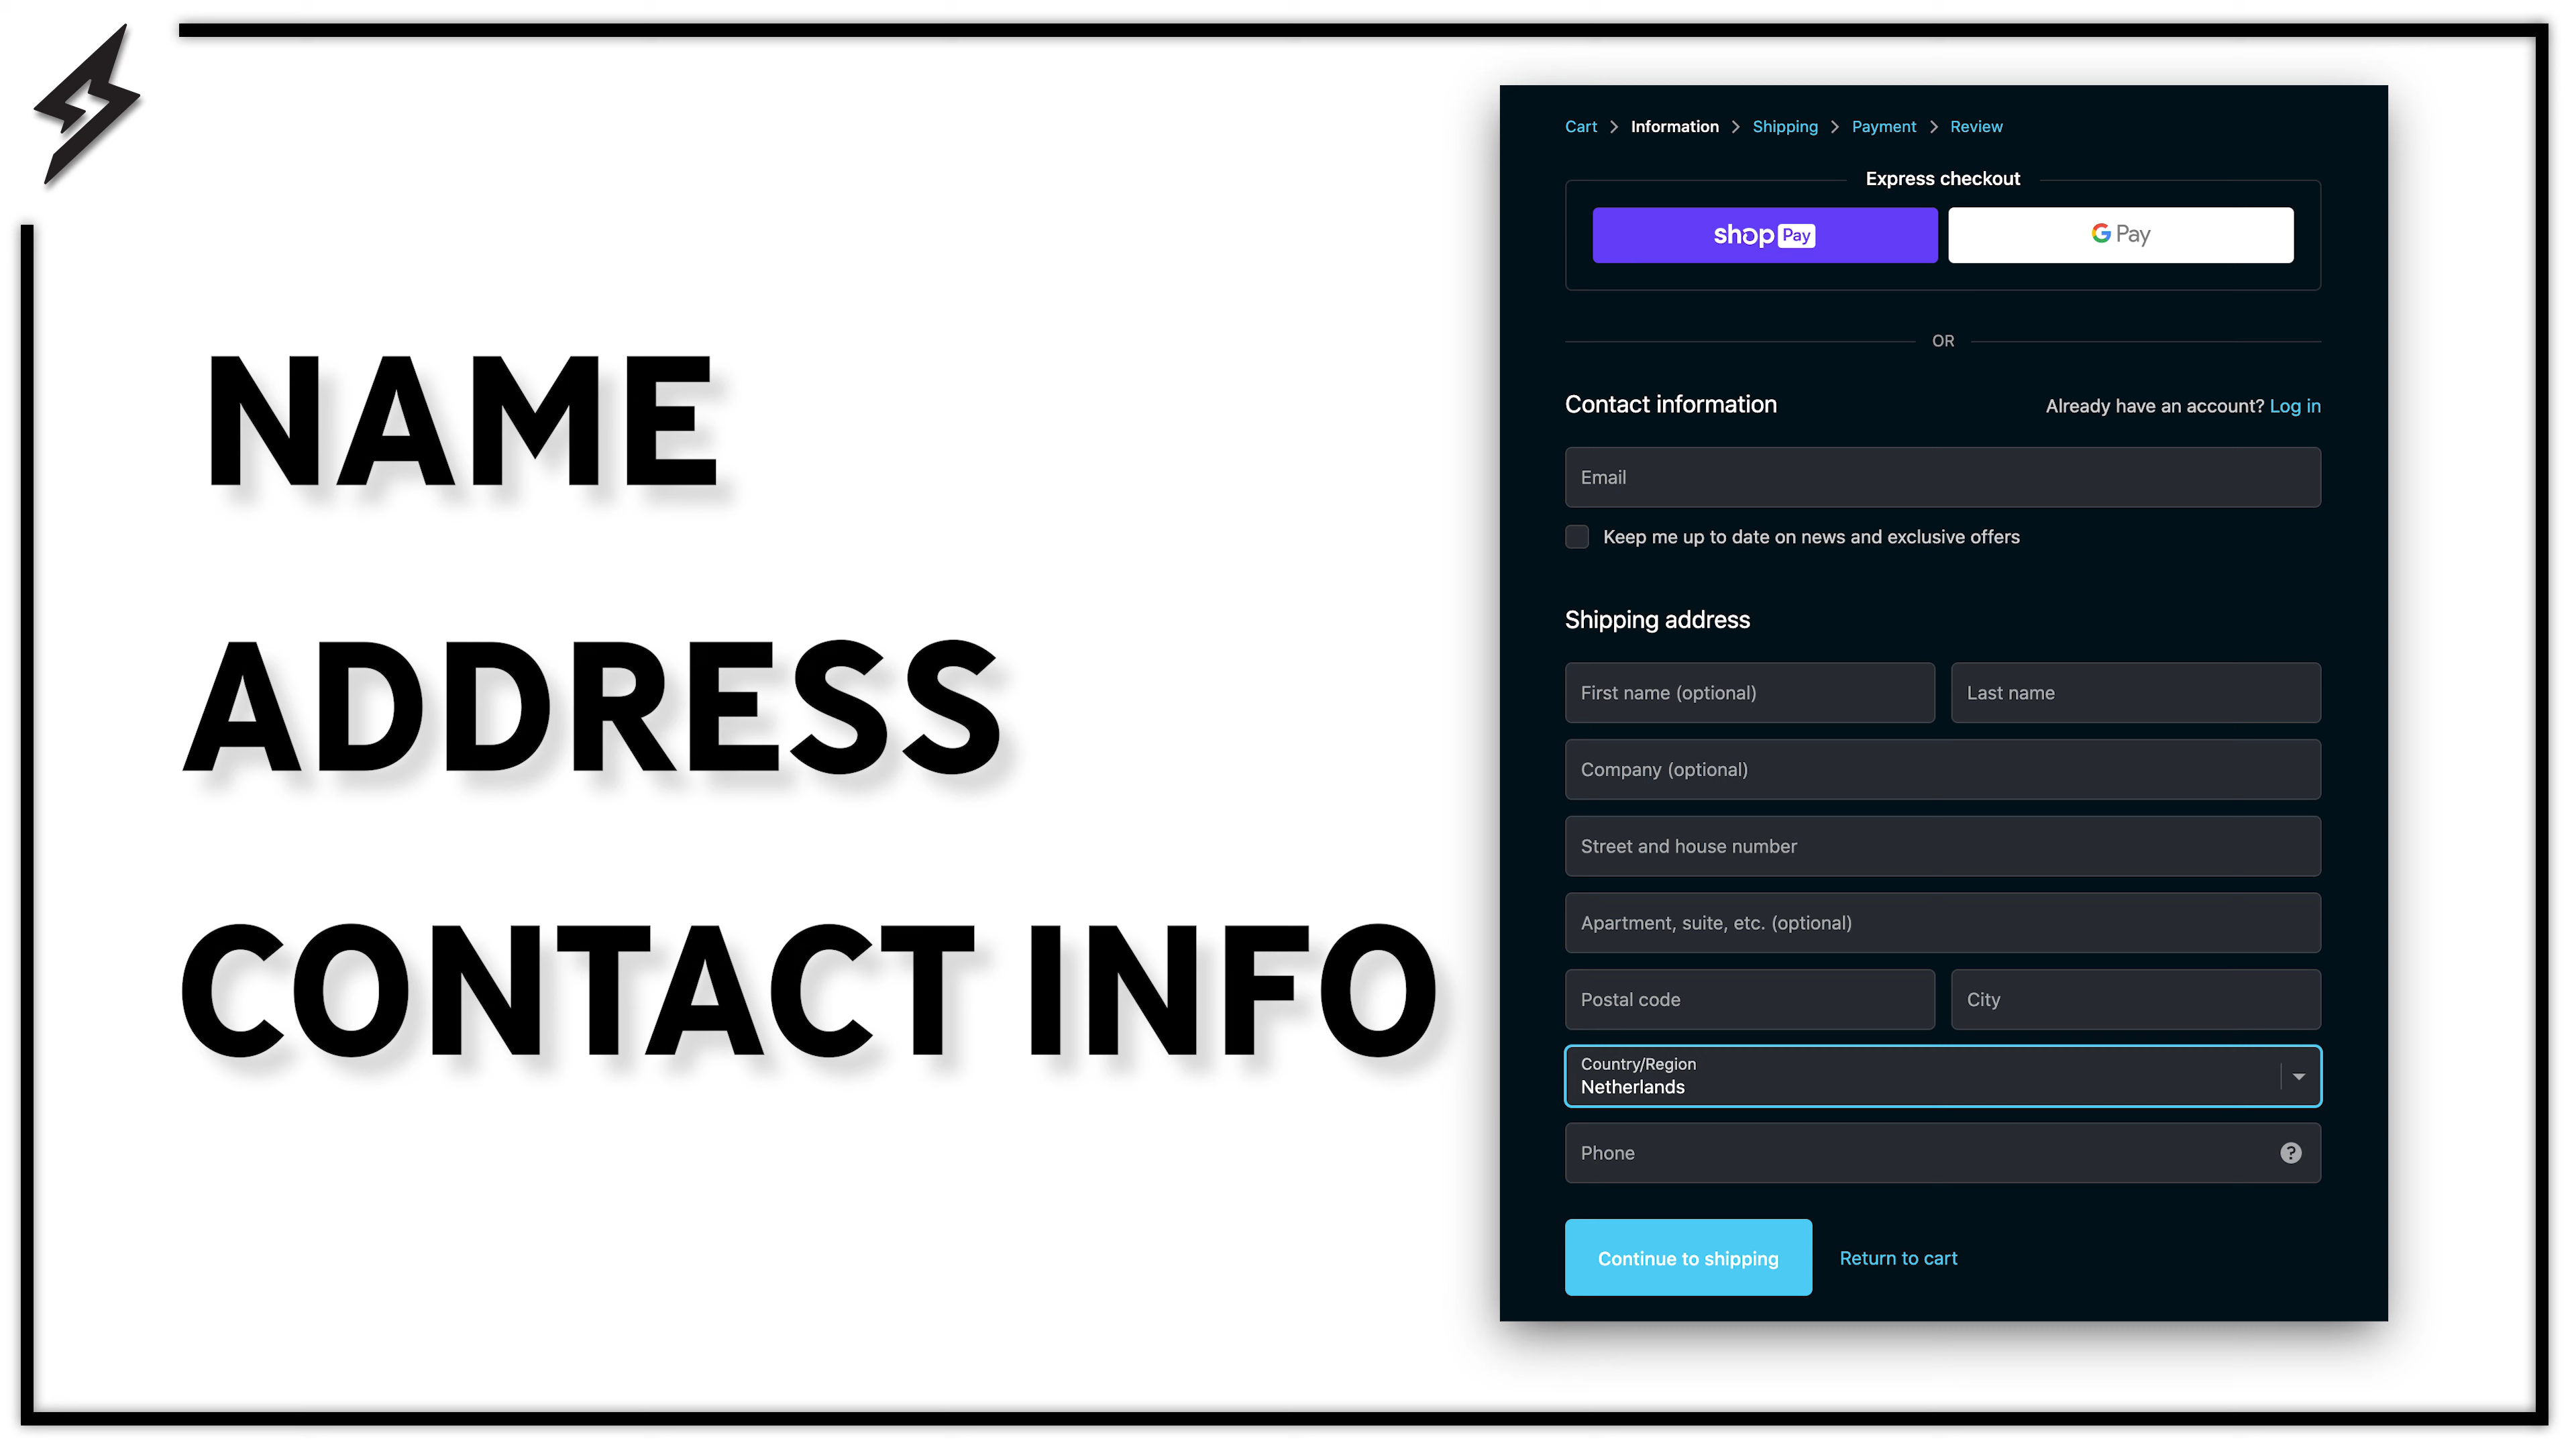 NAME
ADDRESS
CONTACT INFO
Cart > Information > Shipping > Payment > Review
Express checkout
shop Pay
G Pay
OR
Contact information
Already have an account? Log in
Email
Keep me up to date on news and exclusive offers
Shipping address
First name (optional)
Last name
Company (optional)
Street and house number
Apartment, suite, etc. (optional)
Postal code
City
Country/Region
Netherlands
Phone
?
Continue to shipping
Return to cart